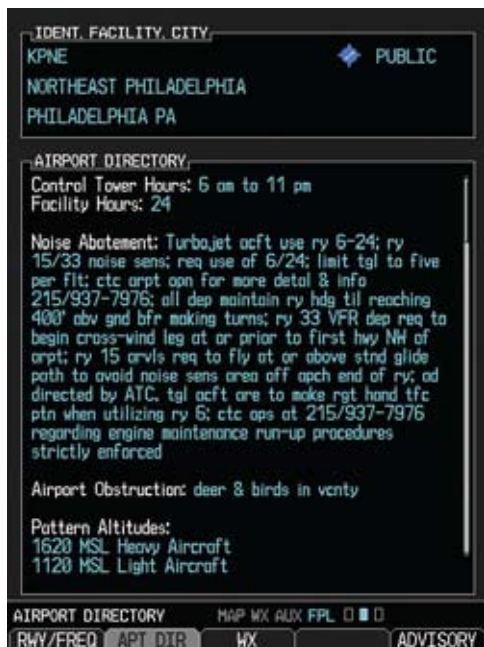 IDENT, FACILITY, CITY
KPNE PUBLIC
NORTHEAST PHILADELPHIA
PHILADELPHIA PA
AIRPORT DIRECTORY
Control Tower Hours: 6 am to 11 pm
Facility Hours: 24
Noise Abatement: Turbojet acft use ry 6-24; ry
15/33 noise sens; req use of 6/24; limit tgl to five
per flt; ctc arpt opn for more detal & info
215/937-7976; all dep maintain ry hdg til reaching
400' abv gnd bfr making turns; ry 33 VFR dep req to
begin cross-wind leg at or prior to first hwy NW of
arpt; ry 15 arvls req to fly at or above stnd glide
path to avoid noise sens area off apch end of ry; ad
directed by ATC. tgl acft are to make rgt hand tfc
ptn when utilizing ry 6; ctc ops at 215/937-7976
regarding engine maintenance run-up procedures
strictly enforced
Airport Obstruction: deer & birds in vcnty
Pattern Altitudes:
1620 MSL Heavy Aircraft
1120 MSL Light Aircraft
AIRPORT DIRECTORY MAP WX AUX FPL
RWY/FREQ APT DIR WX ADVISORY